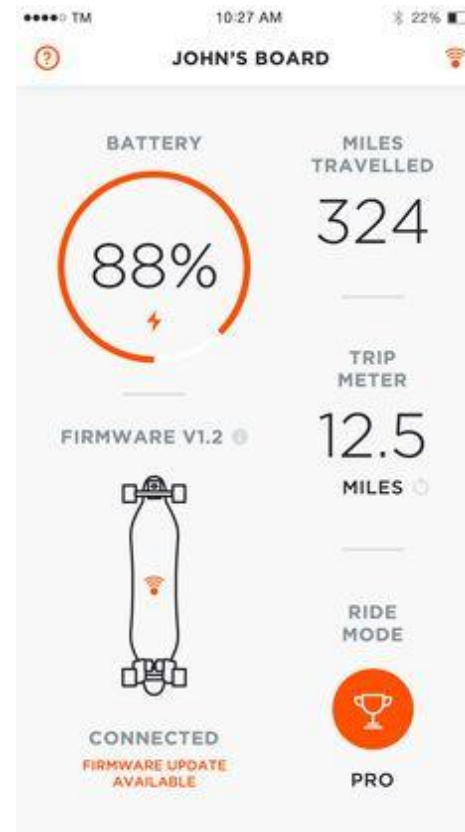 TM 10:27 AM 22%
?
JOHN'S BOARD
BATTERY
88%
MILES
TRAVELLED
324
TRIP
METER
12.5
MILES
FIRMWARE V1.2
CONNECTED
FIRMWARE UPDATE
AVAILABLE
RIDE
MODE
PRO